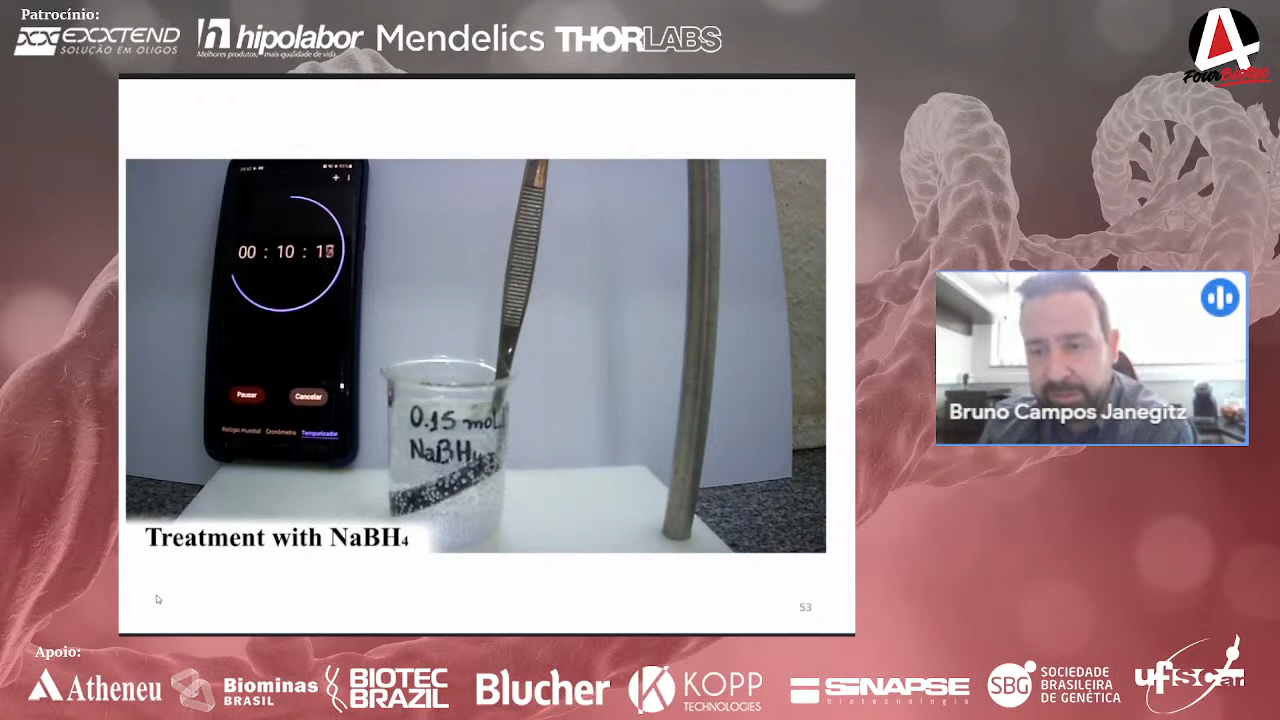 Patrocínio:
EXXTEND
SOLUÇÃO EM OLIGOS
hipolabor
Melhores produtos, mais qualidade de vida
Mendelics
THORLABS
FourBiotec
00 : 10 :
Pausar
Cancelar
Relógio mundial Cronômetro Temporizador
0.15 mol
NaBH4
Treatment with NaBH4
53
Bruno Campos Janegitz
Apoio:
Atheneu
Biominas
BRASIL
BIOTEC
BRAZIL
Blucher
KOPP
TECHNOLOGIES
SINAPSE
biotecnologia
SBG
SOCIEDADE
BRASILEIRA
DE GENÉTICA
ufscar